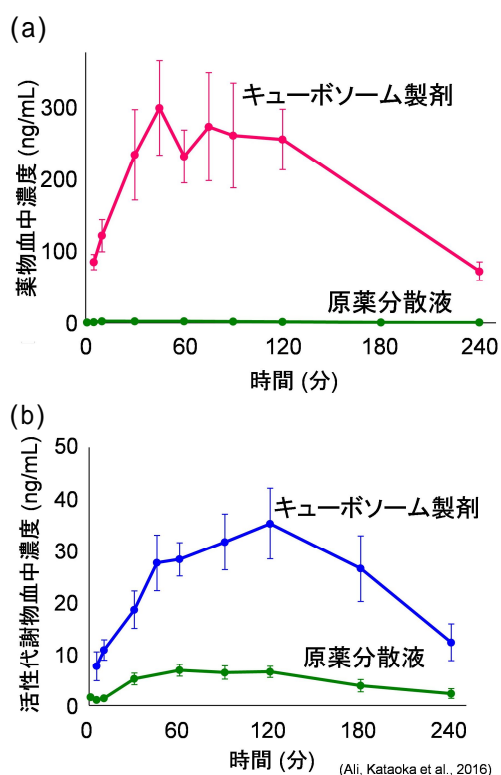 (a)
薬物血中濃度 (ng/mL)
300
200
100
0
キューボソーム製剤
原薬分散液
0 60 120 180 240
時間 (分)
(b)
活性代謝物血中濃度 (ng/mL)
50
40
30
20
10
0
キューボソーム製剤
原薬分散液
0 60 120 180 240
時間 (分)
(Ali, Kataoka et al., 2016)